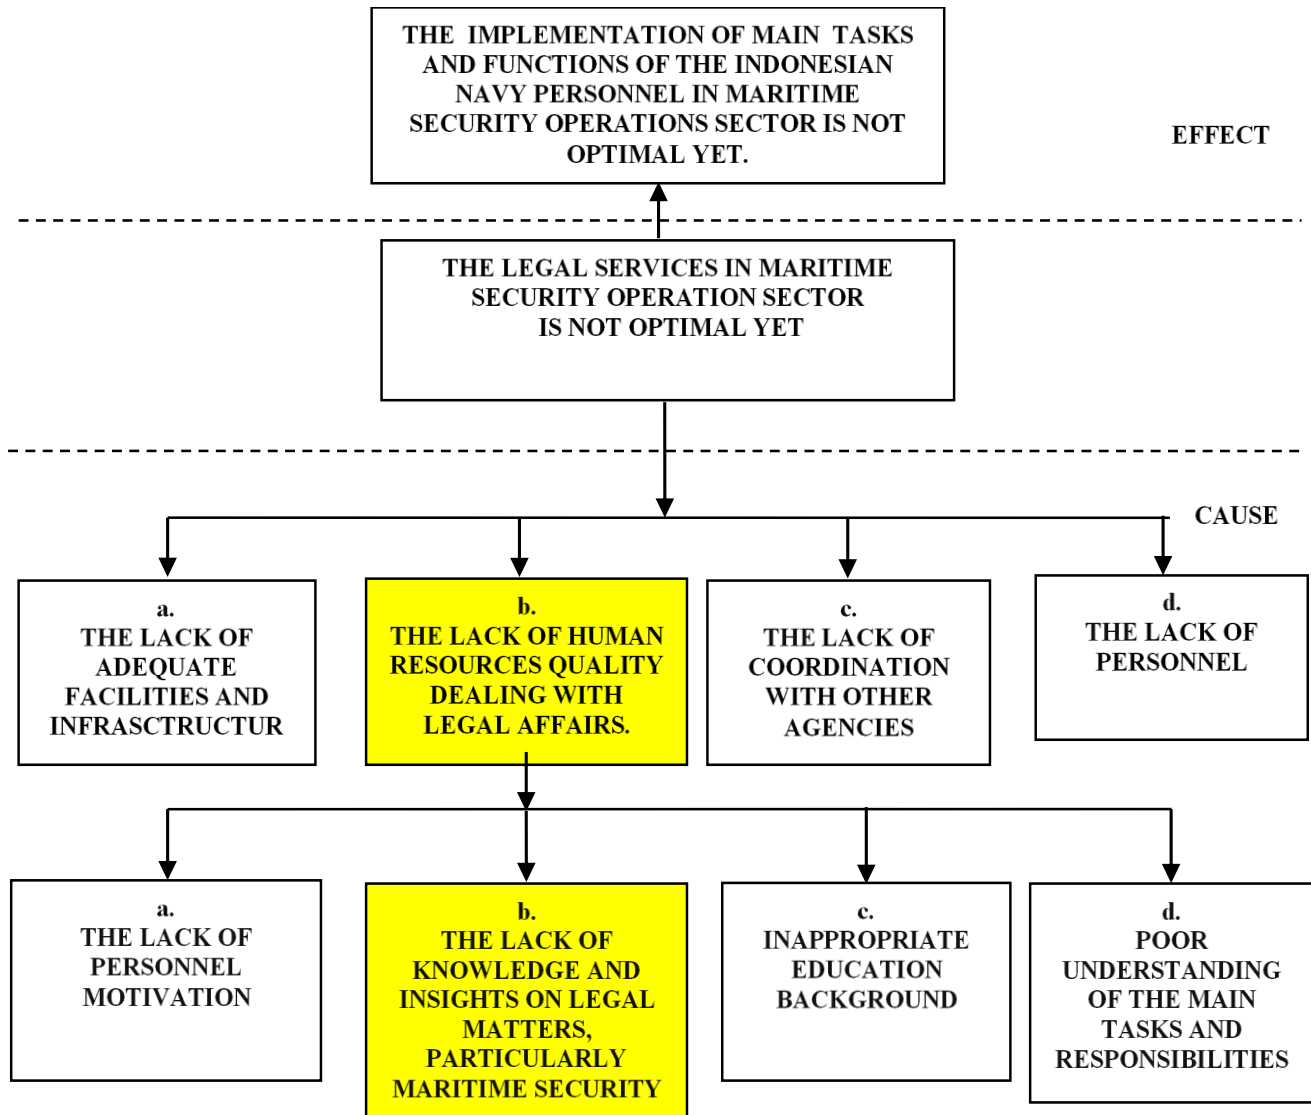 THE IMPLEMENTATION OF MAIN TASKS
AND FUNCTIONS OF THE INDONESIAN
NAVY PERSONNEL IN MARITIME
SECURITY OPERATIONS SECTOR IS NOT
OPTIMAL YET.
EFFECT
THE LEGAL SERVICES IN MARITIME
SECURITY OPERATION SECTOR
IS NOT OPTIMAL YET
CAUSE
a.
THE LACK OF
ADEQUATE
FACILITIES AND
INFRASCTRUCTUR
b.
THE LACK OF HUMAN
RESOURCES QUALITY
DEALING WITH
LEGAL AFFAIRS.
c.
THE LACK OF
COORDINATION
WITH OTHER
AGENCIES
d.
THE LACK OF
PERSONNEL
a.
THE LACK OF
PERSONNEL
MOTIVATION
b.
THE LACK OF
KNOWLEDGE AND
INSIGHTS ON LEGAL
MATTERS,
PARTICULARLY
MARITIME SECURITY
c.
INAPPROPRIATE
EDUCATION
BACKGROUND
d.
POOR
UNDERSTANDING
OF THE MAIN
TASKS AND
RESPONSIBILITIES